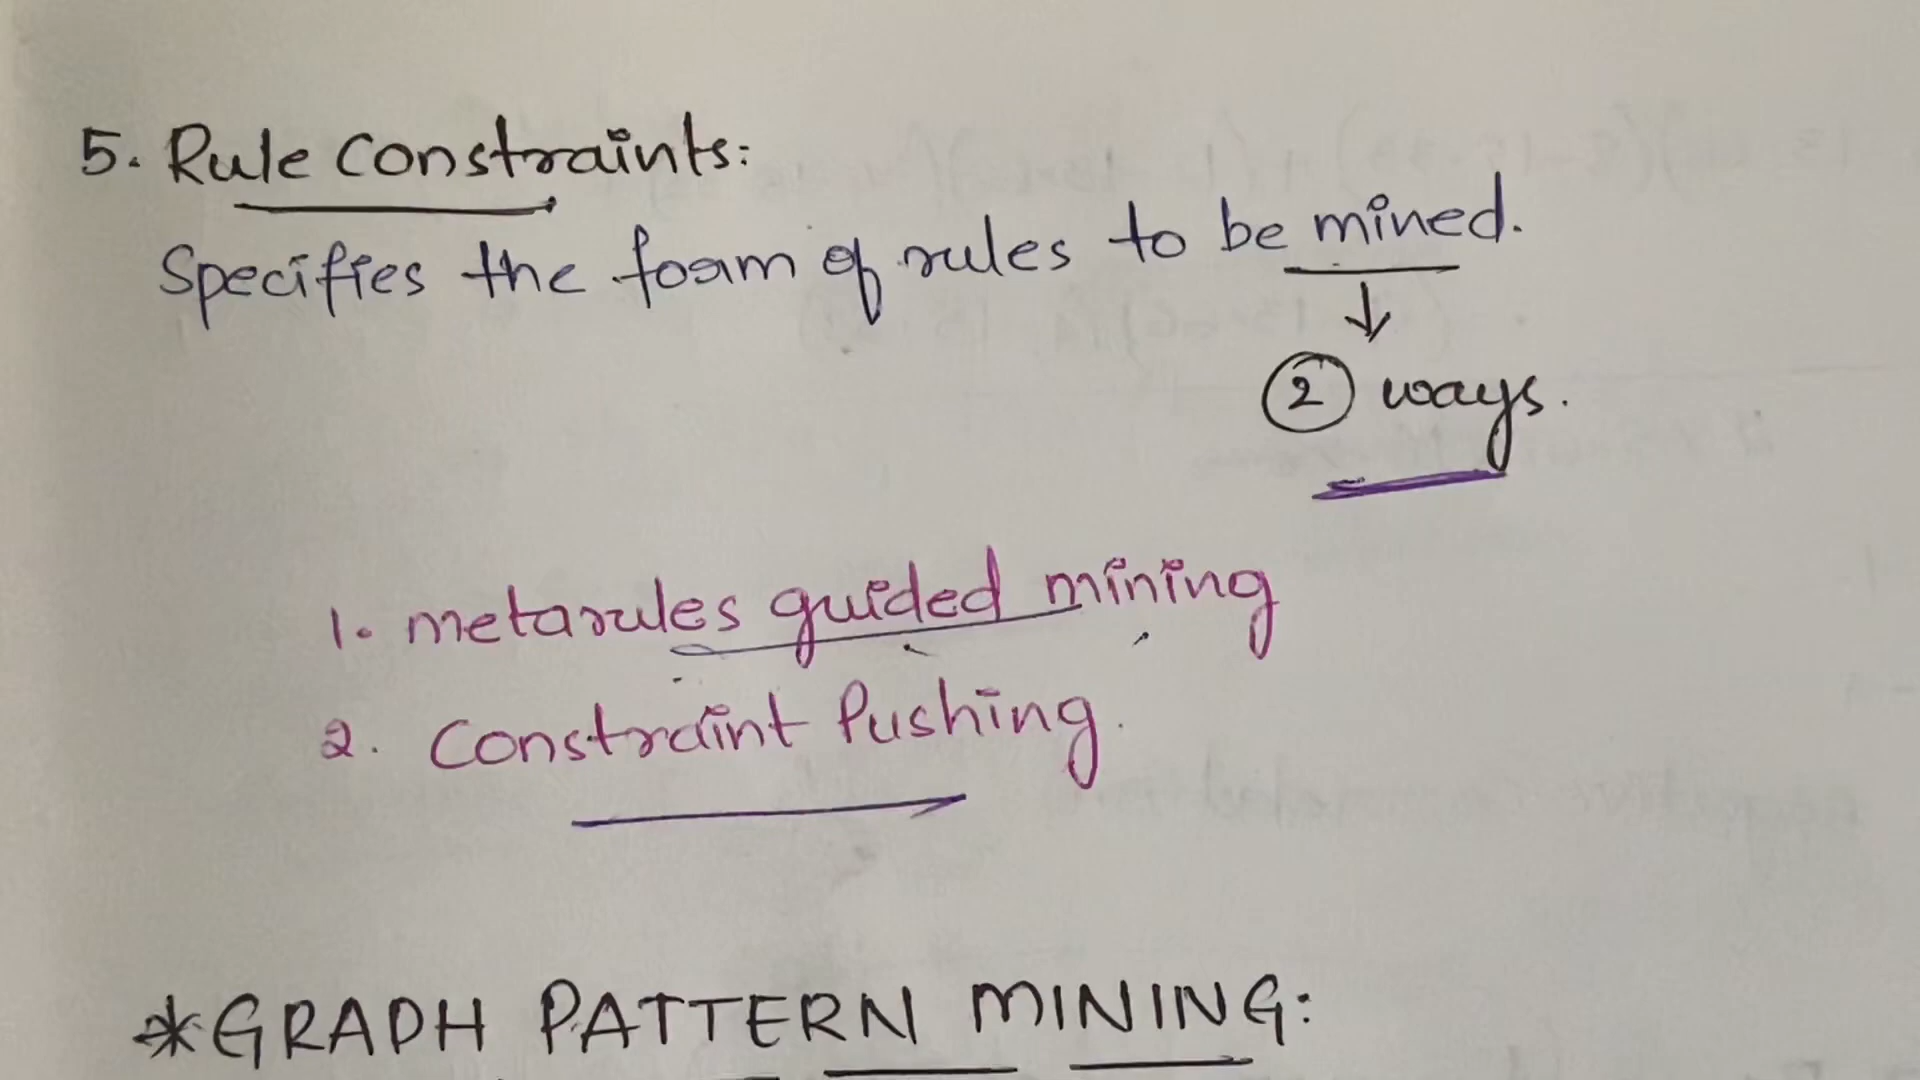 5. Rule Constraints:
Specifies the form of rules to be mined.
↓
② ways.
1. metarules guided mining
2. Constraint Pushing.
*GRAPH PATTERN MINING: